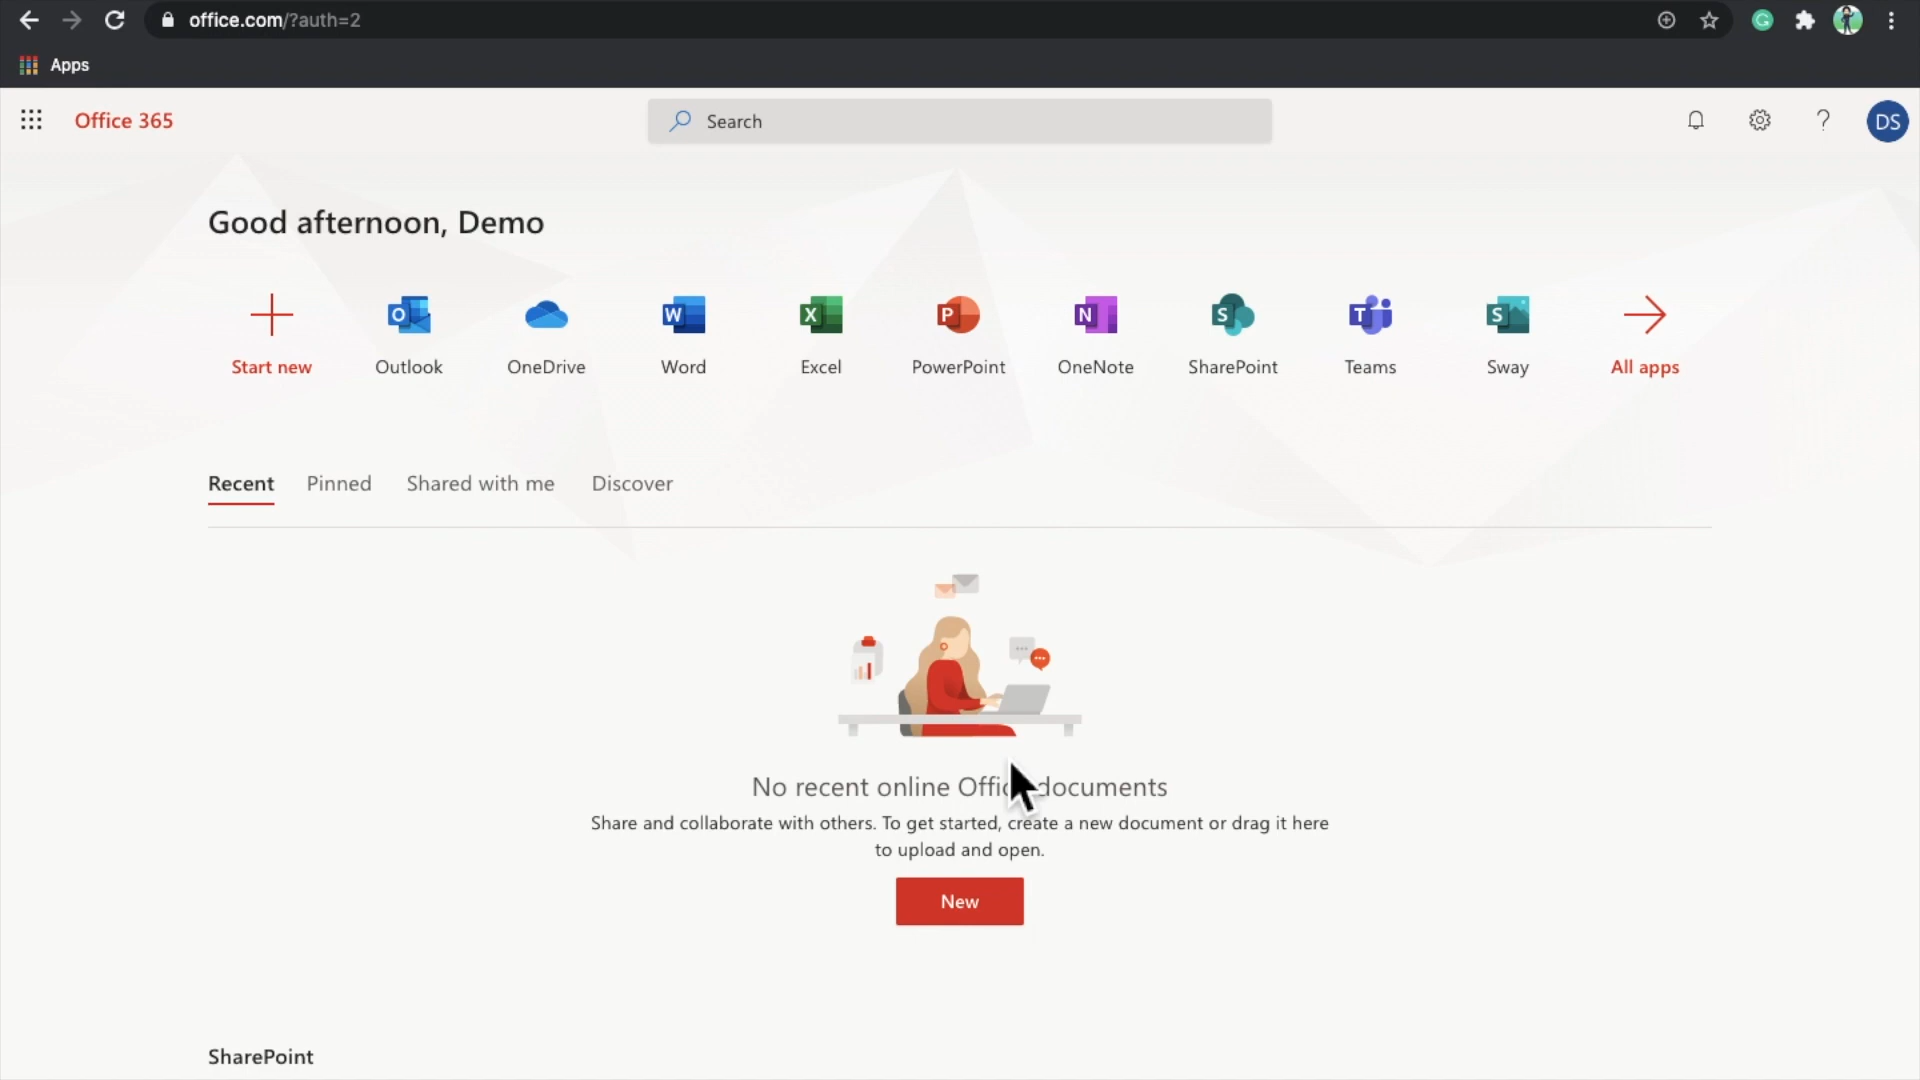 office.com/?auth=2
Apps
Office 365
Search
DS
Good afternoon, Demo
Start new
Outlook
OneDrive
Word
Excel
PowerPoint
OneNote
SharePoint
Teams
Sway
All apps
Recent
Pinned
Shared with me
Discover
No recent online Office documents
Share and collaborate with others. To get started, create a new document or drag it here
to upload and open.
New
SharePoint